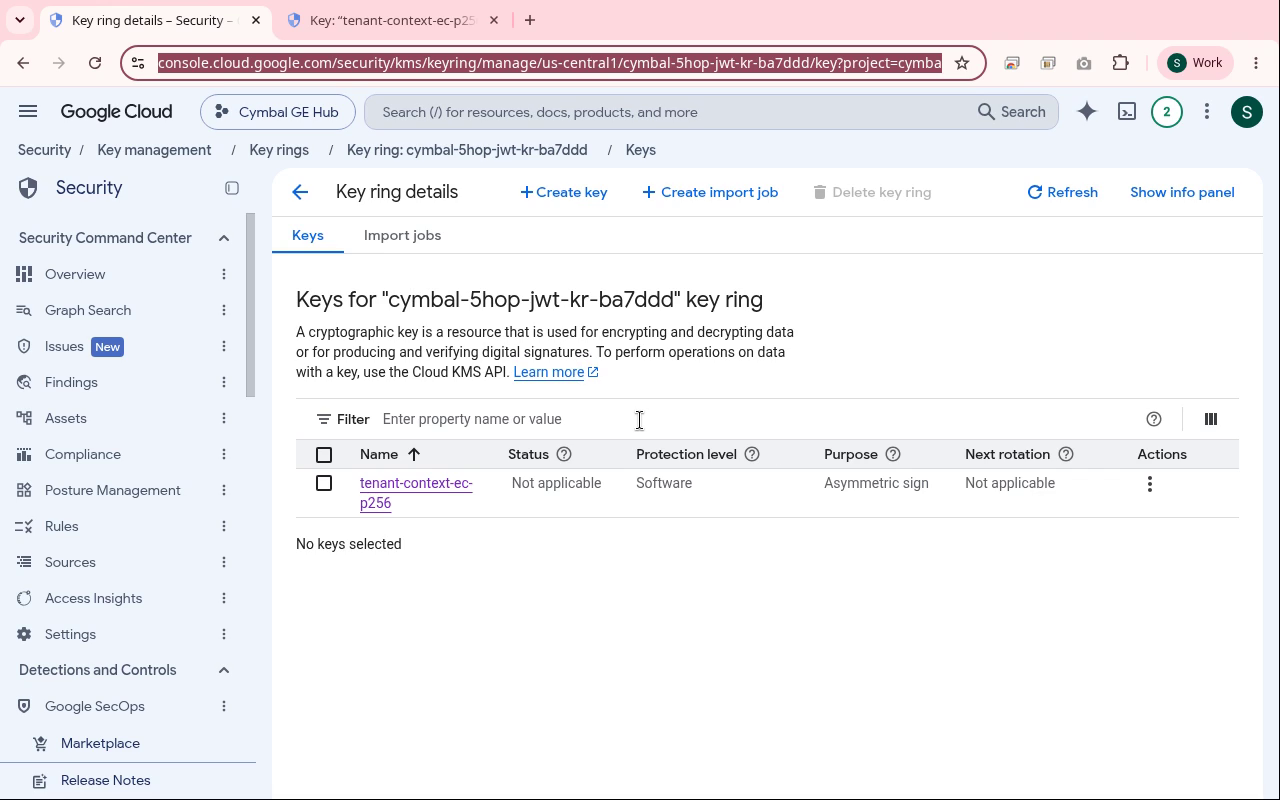 Key ring details – Security –
Key: “tenant-context-ec-p25
console.cloud.google.com/security/kms/keyring/manage/us-central1/cymbal-5hop-jwt-kr-ba7ddd/key?project=cymba
S Work
Google Cloud
Cymbal GE Hub
Search (/) for resources, docs, products, and more
Search
2
S
Security / Key management / Key rings / Key ring: cymbal-5hop-jwt-kr-ba7ddd / Keys
Security
Key ring details
Create key
Create import job
Delete key ring
Refresh
Show info panel
Security Command Center
Overview
Graph Search
Issues New
Findings
Assets
Compliance
Posture Management
Rules
Sources
Access Insights
Settings
Detections and Controls
Google SecOps
Marketplace
Release Notes
Keys
Import jobs
Keys for "cymbal-5hop-jwt-kr-ba7ddd" key ring
A cryptographic key is a resource that is used for encrypting and decrypting data
or for producing and verifying digital signatures. To perform operations on data
with a key, use the Cloud KMS API. Learn more
Filter Enter property name or value
Name Status Protection level Purpose Next rotation Actions
tenant-context-ec- Not applicable Software Asymmetric sign Not applicable
p256
No keys selected